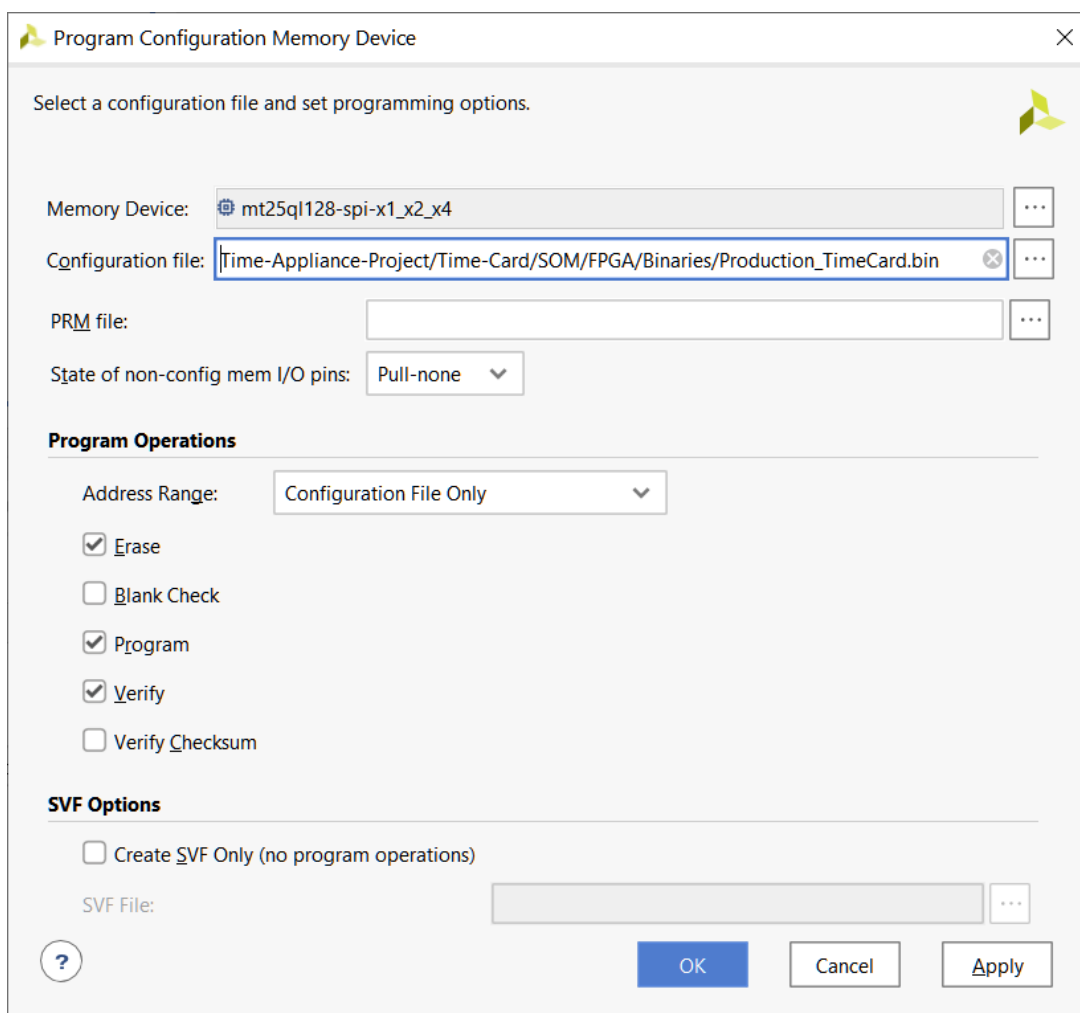 Program Configuration Memory Device
Select a configuration file and set programming options.
Memory Device: mt25ql128-spi-x1_x2_x4 ...
Configuration file: Time-Appliance-Project/Time-Card/SOM/FPGA/Binaries/Production_TimeCard.bin ...
PRM file: ...
State of non-config mem I/O pins: Pull-none
Program Operations
Address Range: Configuration File Only
Erase
Blank Check
Program
Verify
Verify Checksum
SVF Options
Create SVF Only (no program operations)
SVF File: ...
? OK Cancel Apply